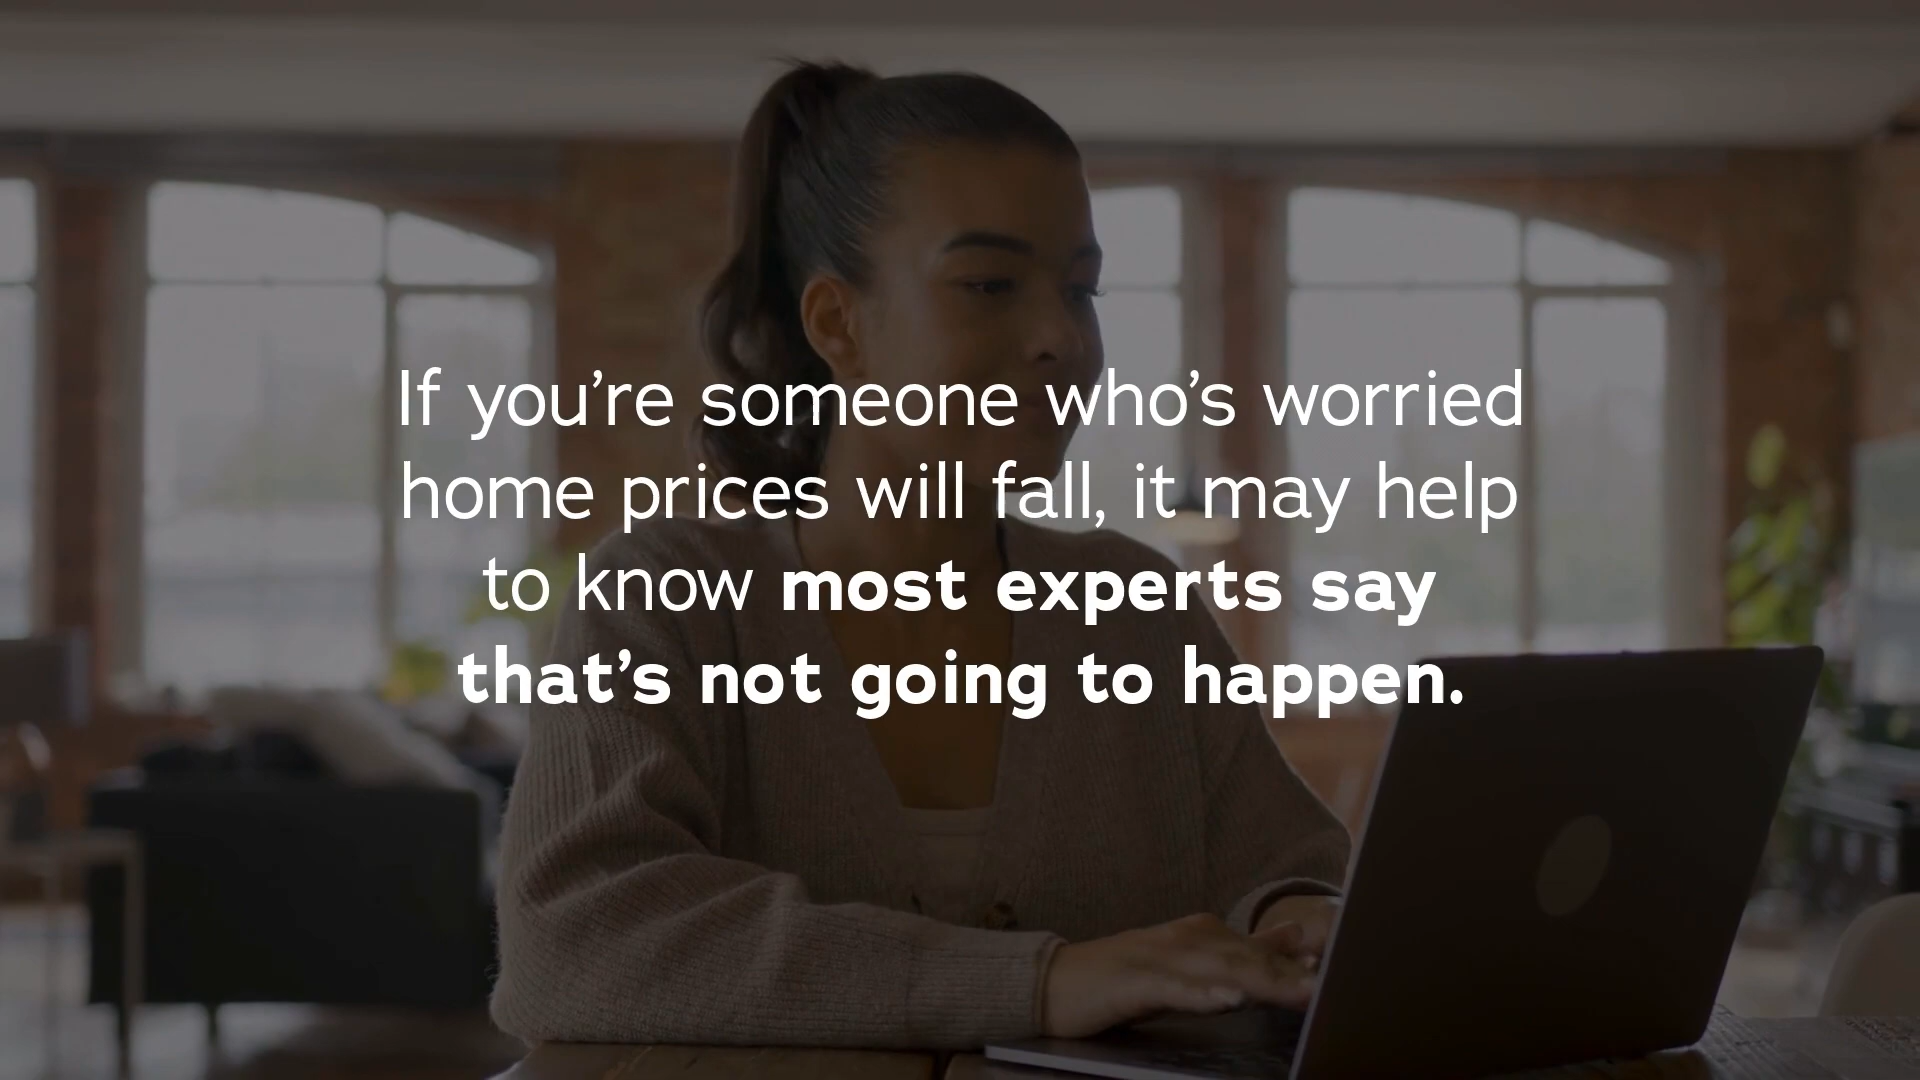 If you’re someone who’s worried
home prices will fall, it may help
to know most experts say
that’s not going to happen.